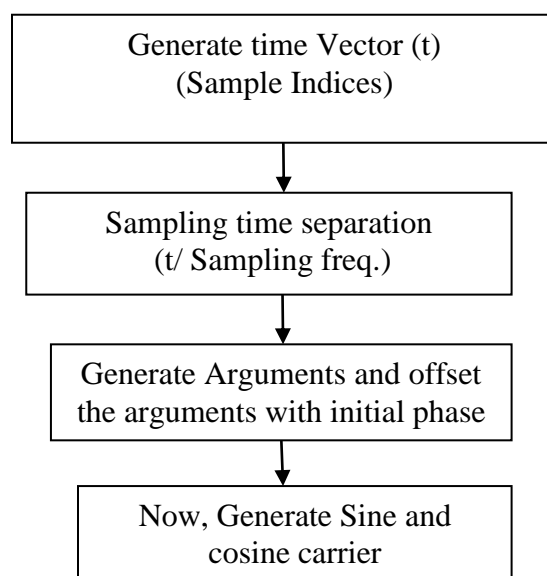 Generate time Vector (t)
(Sample Indices)
Sampling time separation
(t/ Sampling freq.)
Generate Arguments and offset
the arguments with initial phase
Now, Generate Sine and
cosine carrier